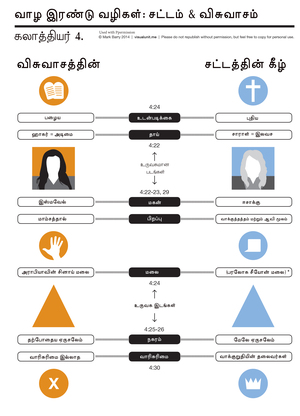 வாழ இரண்டு வழிகள்: சட்டம் & விசுவாசம்
கலாத்தியர் 4.
Used with Permission
© Mark Barry 2014 | visualunit.me | Please do not republish without permission, but feel free to copy for personal use.
விசுவாசத்தின் சட்டத்தின் கீழ்
4:24
பழைய உடன்படிக்கை புதிய
ஹாகர் = அடிமை தாய் சாராள் = இலவச
4:22
உருவகமான
படங்கள்
4:22-23, 29
இஸ்மவேல் மகன் ஈசாக்கு
மாம்சத்தால் பிறப்பு வாக்குத்தத்தம் மற்றும் ஆவி மூலம்
அராபியாவின் சினாய் மலை மலை பரலோக சீயோன் மலை! *
4:24
உருவக இடங்கள்
4:25-26
தற்போதைய ஏருசலேம் நகரம் மேலே ஏருசலேம்
வாரிசுரிமை இல்லாத வாரிசுரிமை வாக்குறுதியின் தலைவர்கள்
4:30
X